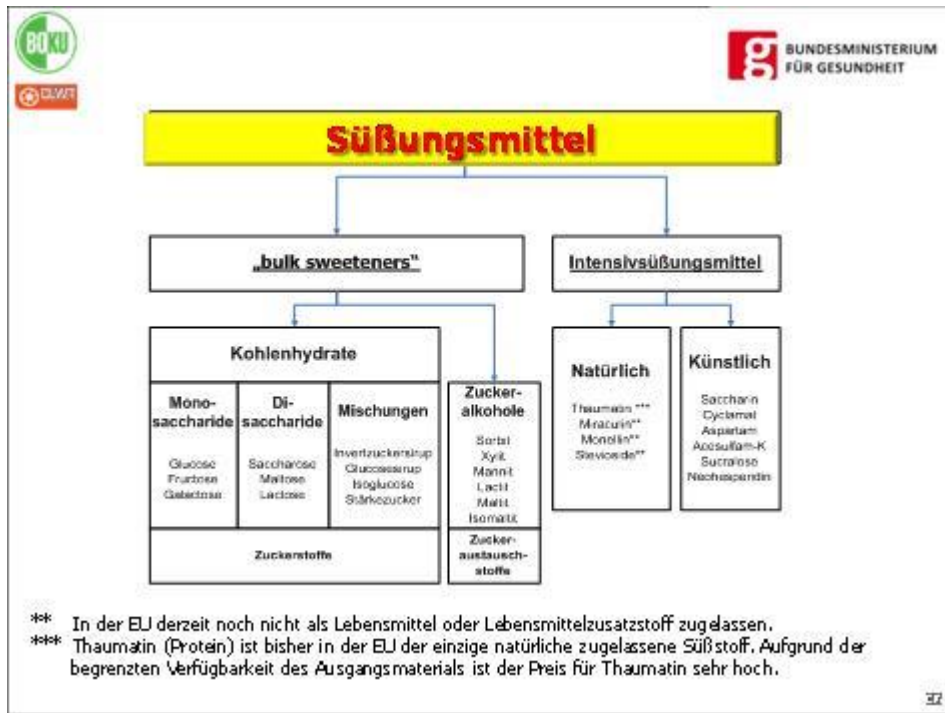 BOKU
BUNDESMINISTERIUM
FÜR GESUNDHEIT
Süßungsmittel
„bulk sweeteners“
Intensivsüßungsmittel
Kohlenhydrate
Mono-
saccharide
Glucose
Fructose
Galactose
Di-
saccharide
Saccharose
Maltose
Lactose
Mischungen
Invertzuckersirup
Glucosesirup
Isoglucose
Stärkezucker
Zuckerstoffe
Zucker-
alkohole
Sorbit
Xylit
Mannit
Lactit
Maltit
Isomaltit
Zucker-
austausch-
stoffe
Natürlich
Thaumatin ***
Miraculin**
Monellin**
Stevioside**
Künstlich
Saccharin
Cyclamat
Aspartam
Acesulfam-K
Sucralose
Neohesperidin
** In der EU derzeit noch nicht als Lebensmittel oder Lebensmittelzusatzstoff zugelassen.
*** Thaumatin (Protein) ist bisher in der EU der einzige natürliche zugelassene Süßstoff. Aufgrund der
begrenzten Verfügbarkeit des Ausgangsmaterials ist der Preis für Thaumatin sehr hoch.